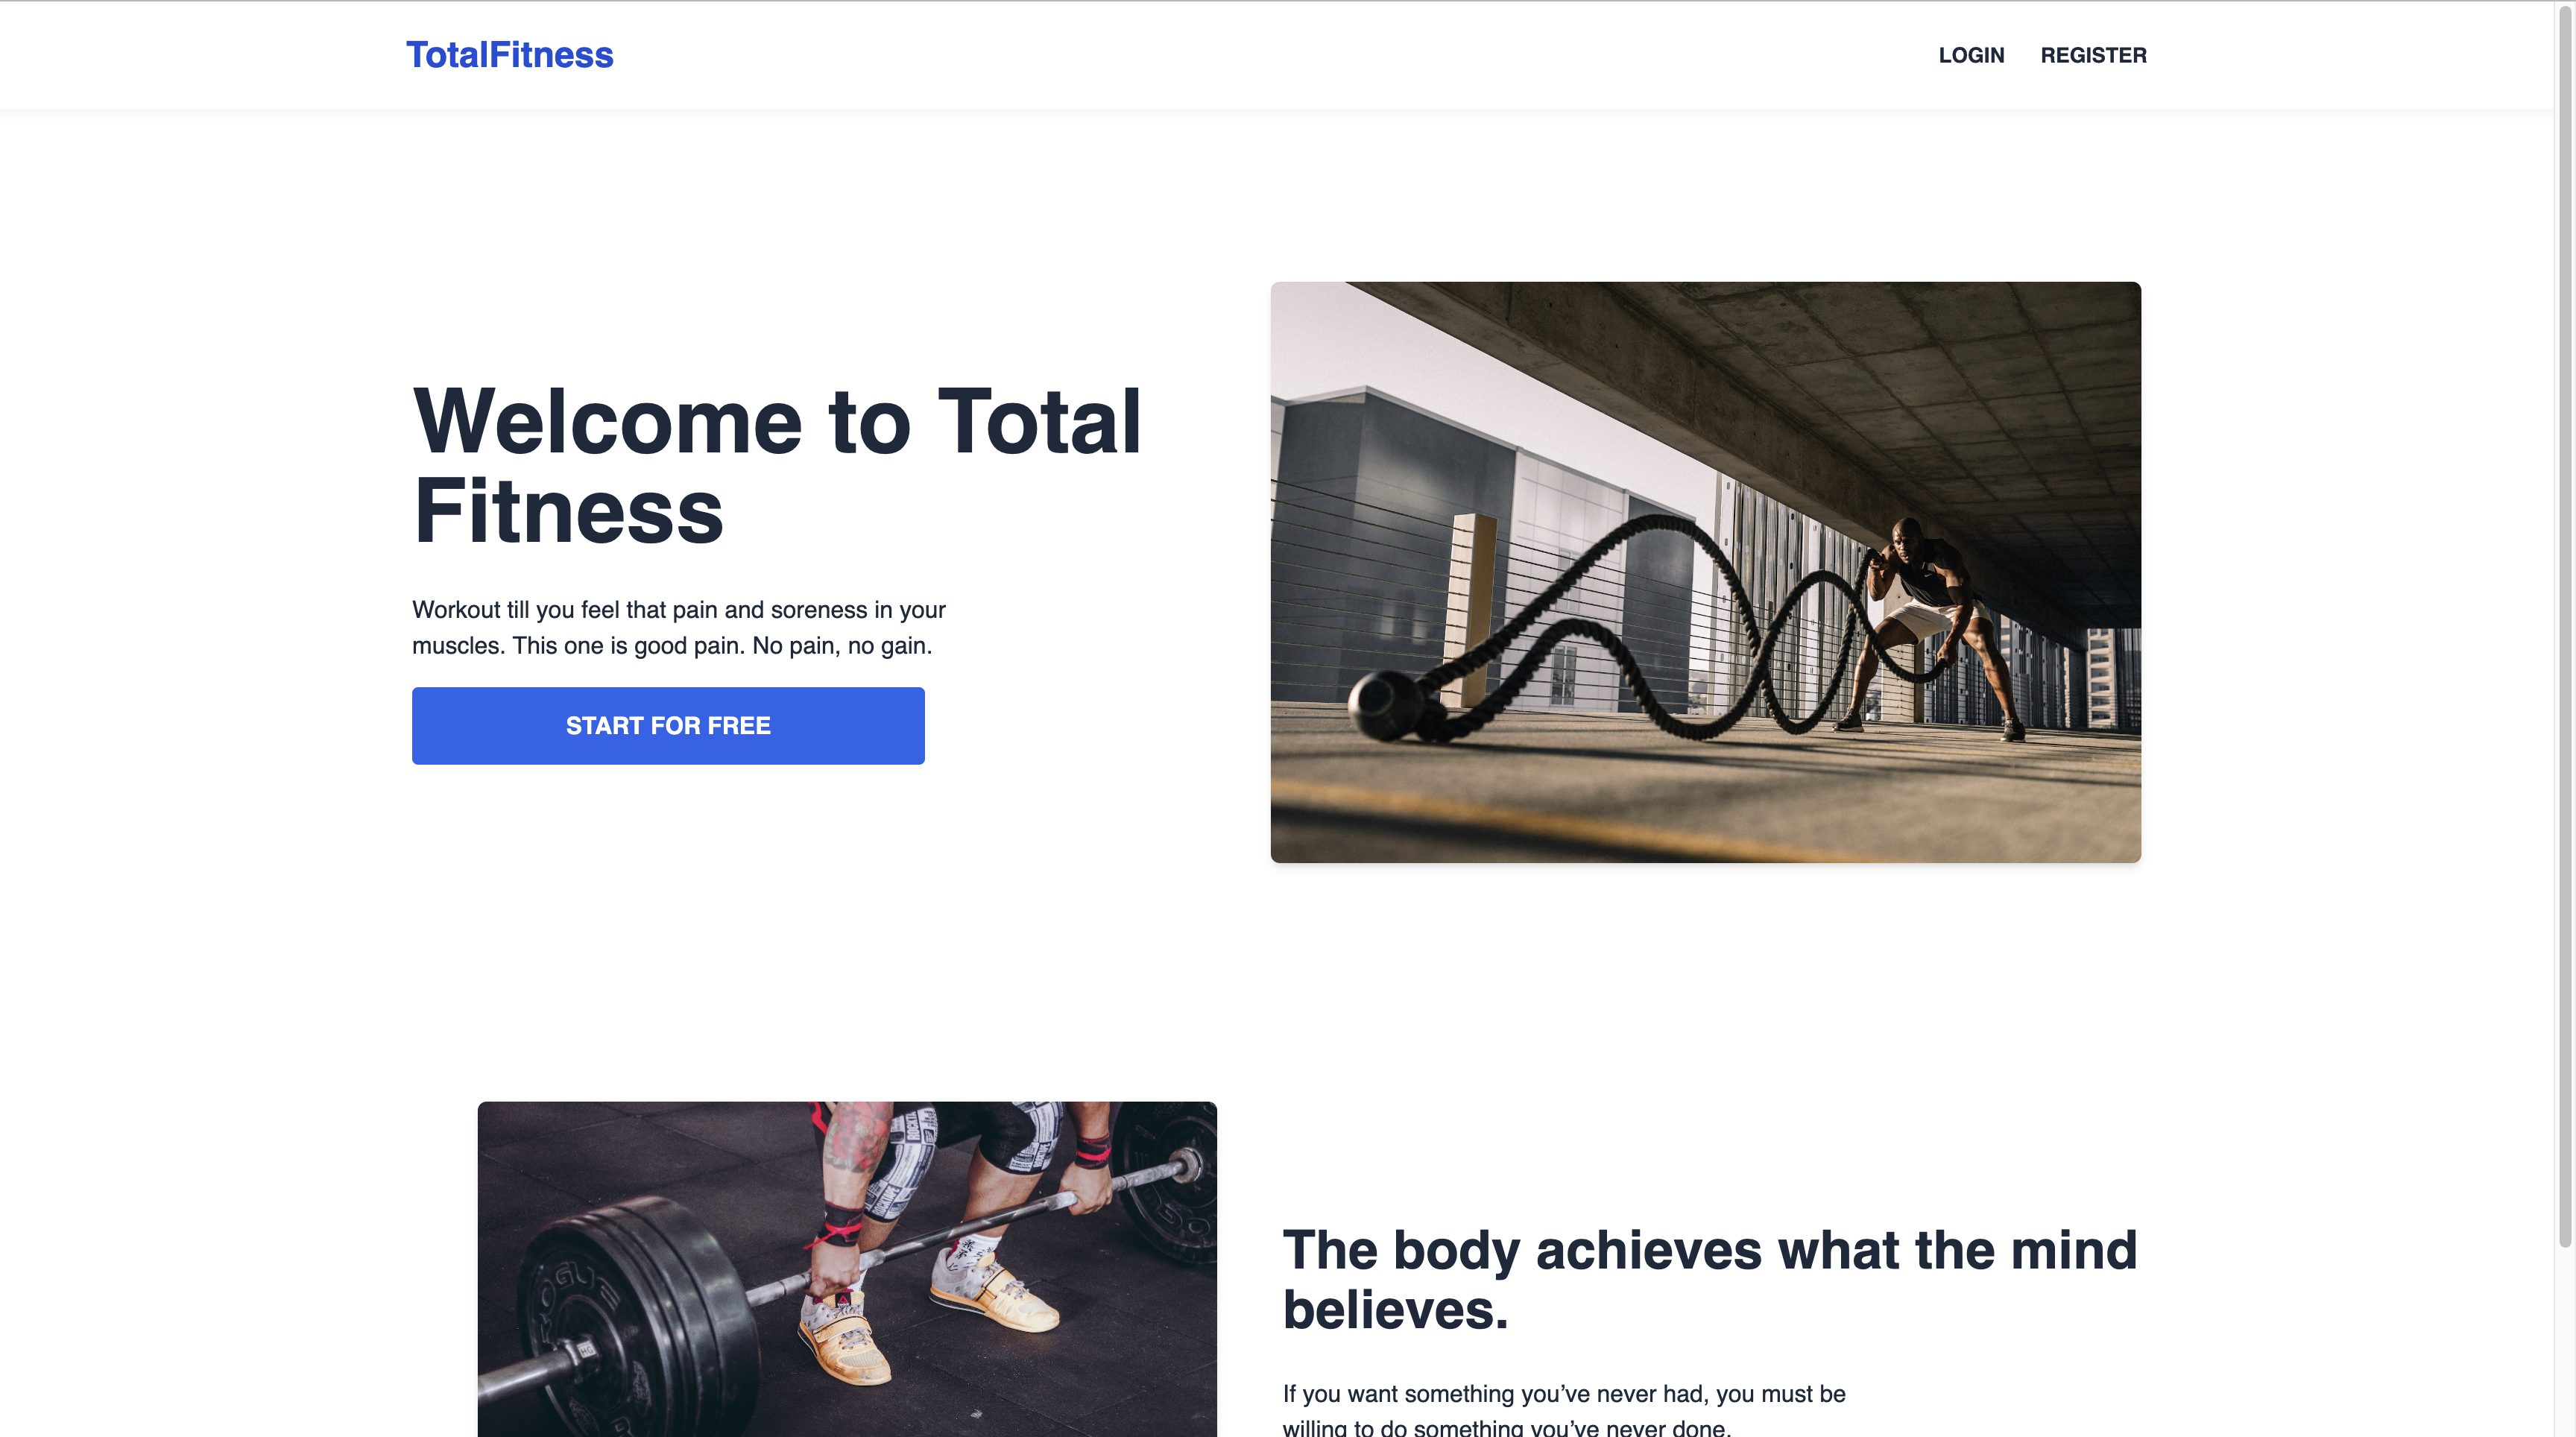 TotalFitness
LOGIN REGISTER
Welcome to Total
Fitness
Workout till you feel that pain and soreness in your
muscles. This one is good pain. No pain, no gain.
START FOR FREE
ROGUE
The body achieves what the mind
believes.
If you want something you’ve never had, you must be
willing to do something you’ve never done.